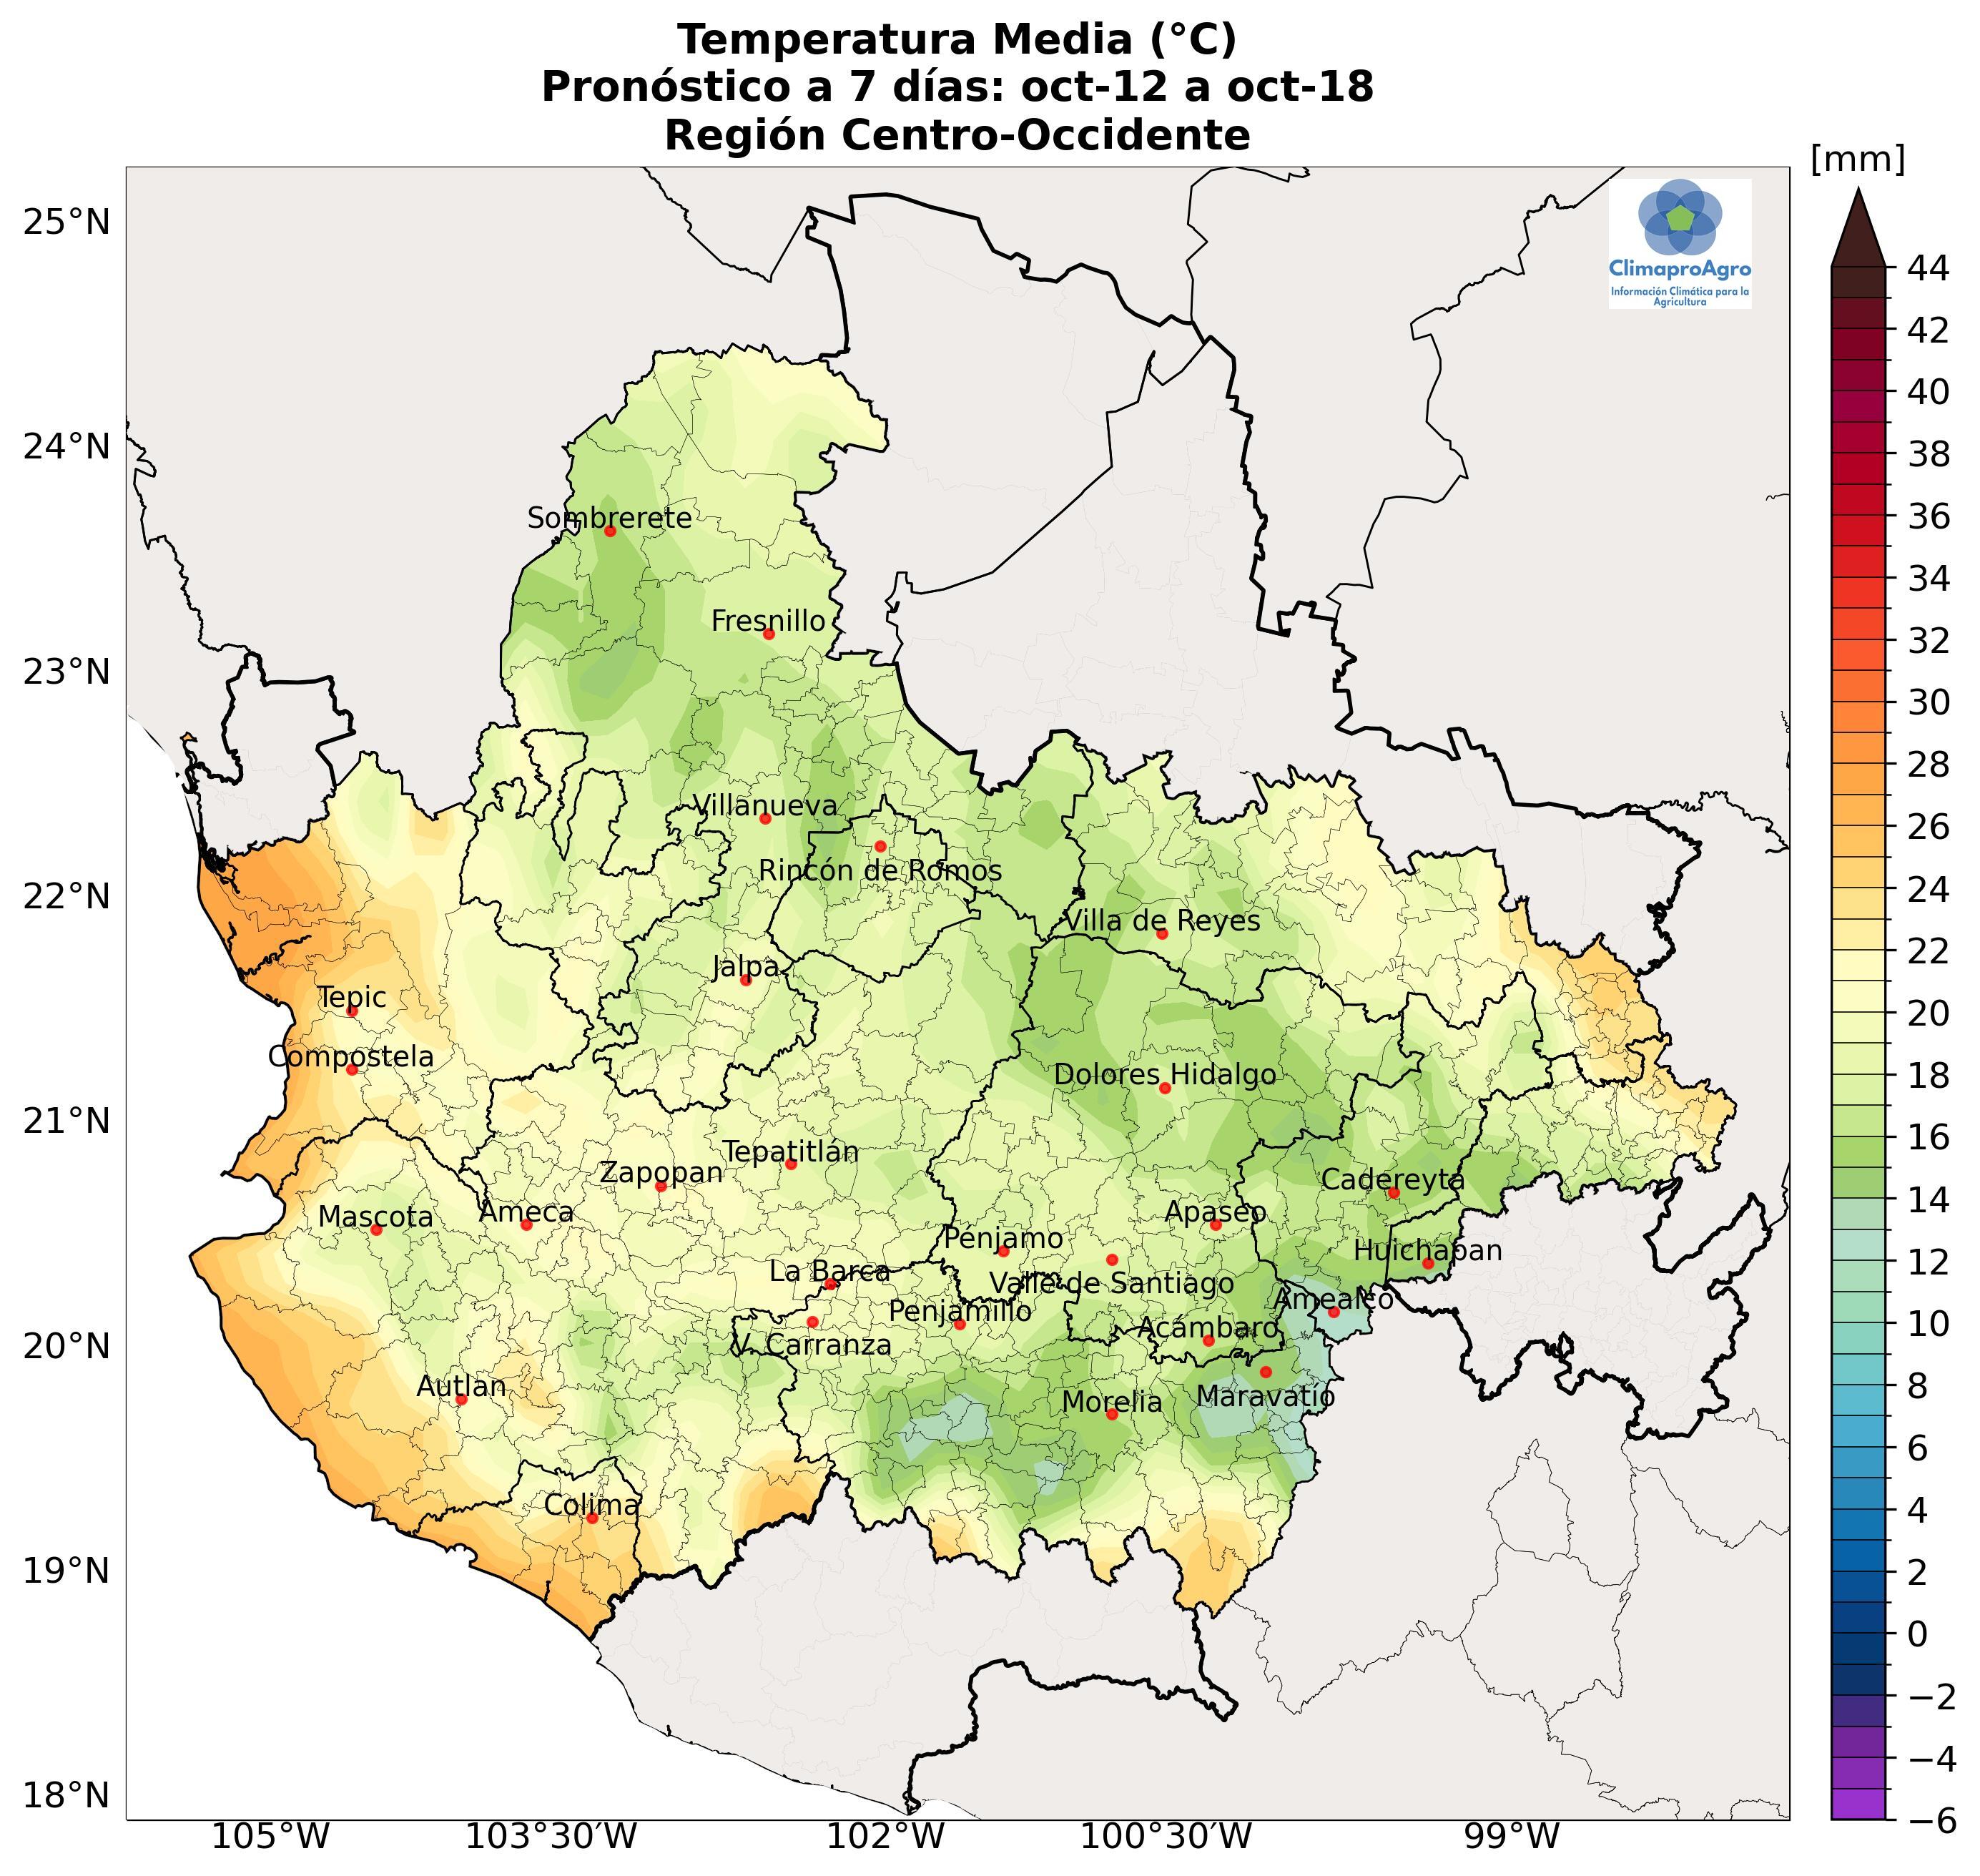 Temperatura Media (°C)
Pronóstico a 7 días: oct-12 a oct-18
Región Centro-Occidente
[mm]
ClimaproAgro
Información Climática para la
Agricultura
25°N
24°N
23°N
22°N
21°N
20°N
19°N
18°N
Sombrerete
Fresnillo
Villanueva
Rincón de Romos
Villa de Reyes
Jalpa
Tepic
Compostela
Dolores Hidalgo
Tepatitlán
Zapopan
Cadereyta
Ameca
Mascota
Apaseo
Pénjamo
Huichapan
La Barca
Valle de Santiago
Amealco
Penjamillo
Acámbaro
V. Carranza
Autlan
Maravatío
Morelia
Colima
105°W
103°30′W
102°W
100°30′W
99°W
44
42
40
38
36
34
32
30
28
26
24
22
20
18
16
14
12
10
8
6
4
2
0
−2
−4
−6